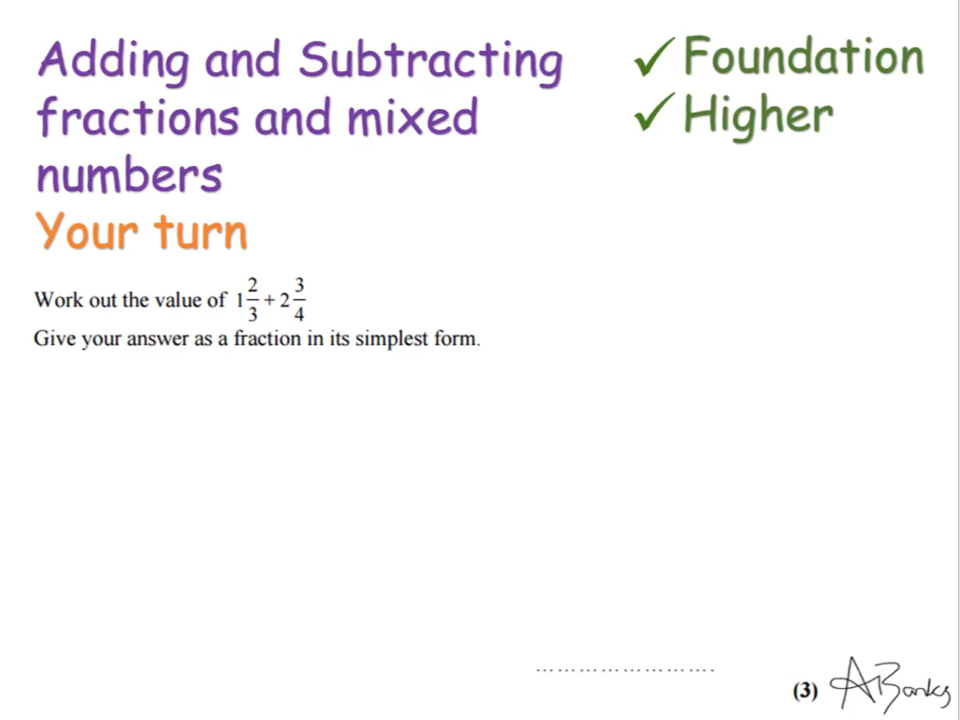 Adding and Subtracting
fractions and mixed
numbers
Your turn
✓ Foundation
✓ Higher
Work out the value of 1 2/3 + 2 3/4
Give your answer as a fraction in its simplest form.
…………………….
(3)
ABanks